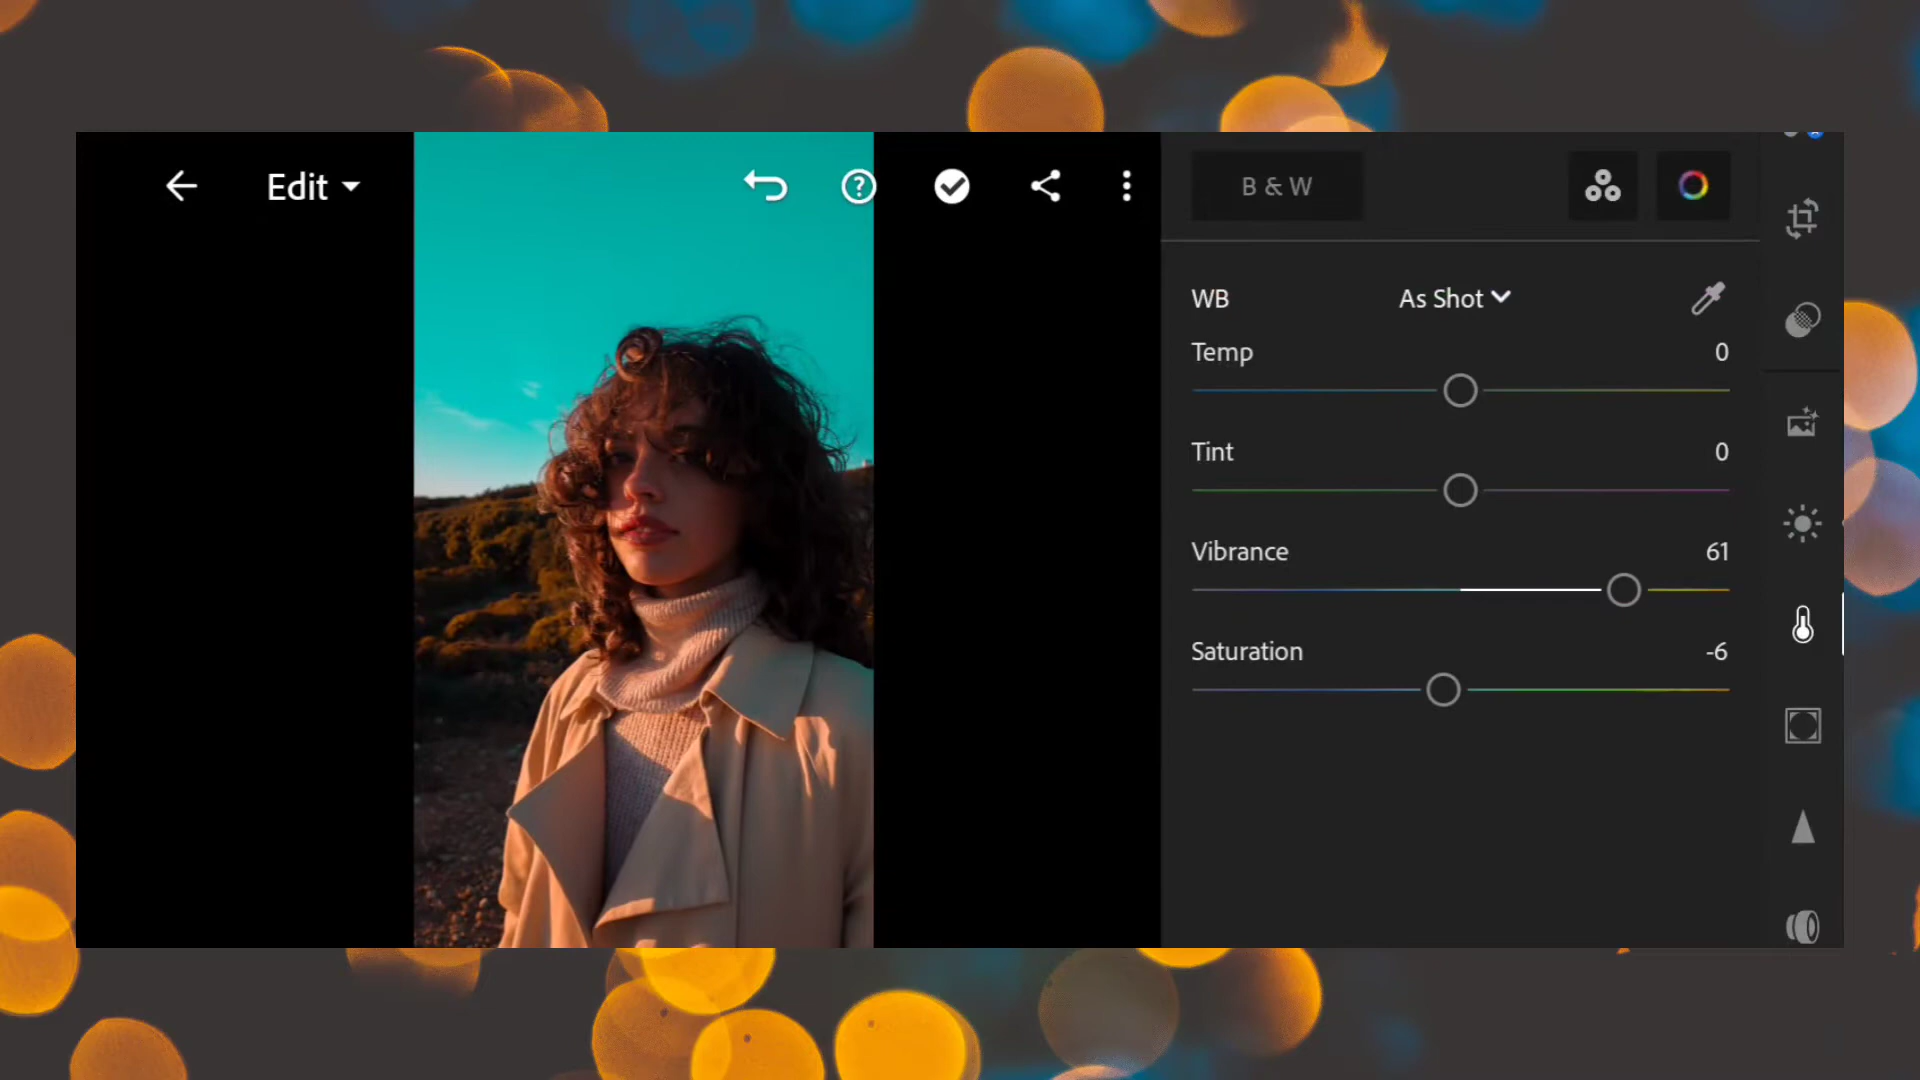 Edit
B & W
WB As Shot
Temp 0
Tint 0
Vibrance 61
Saturation -6